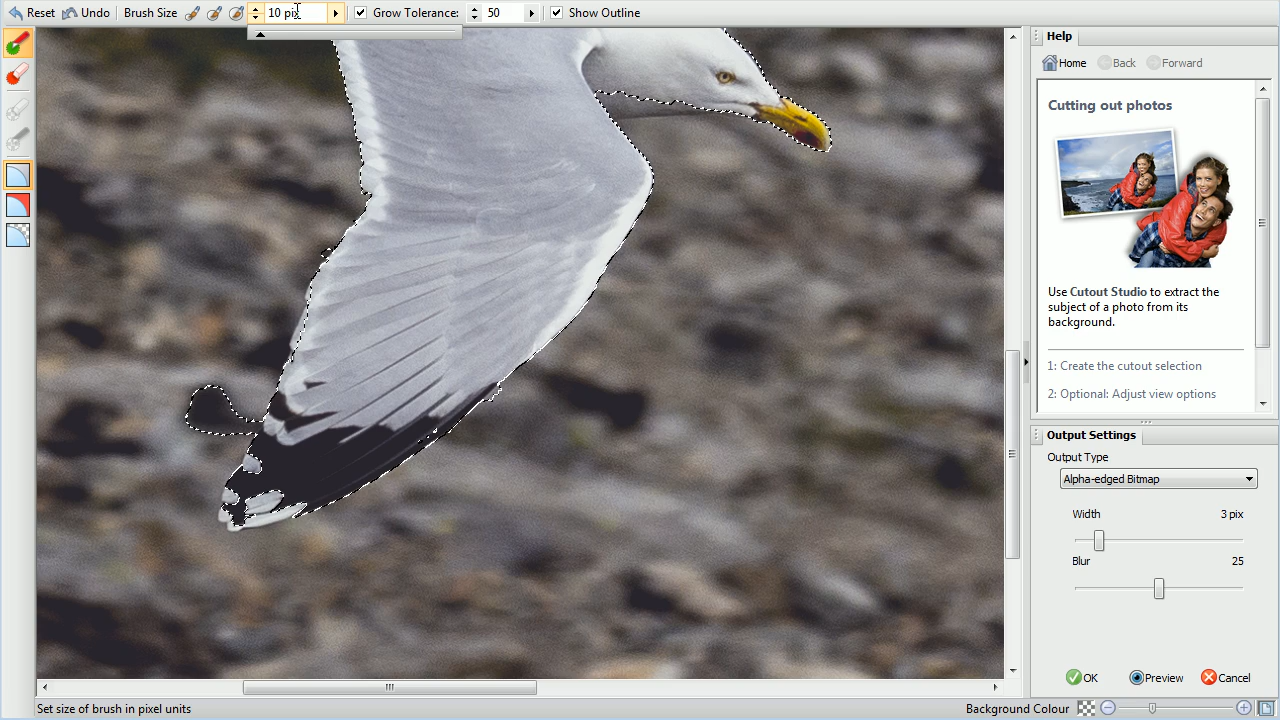 Reset Undo Brush Size 10 pix Grow Tolerance: 50 Show Outline
Help
Home Back Forward
Cutting out photos
Use Cutout Studio to extract the
subject of a photo from its
background.
1: Create the cutout selection
2: Optional: Adjust view options
Output Settings
Output Type
Alpha-edged Bitmap
Width 3 pix
Blur 25
OK Preview Cancel
Set size of brush in pixel units
Background Colour